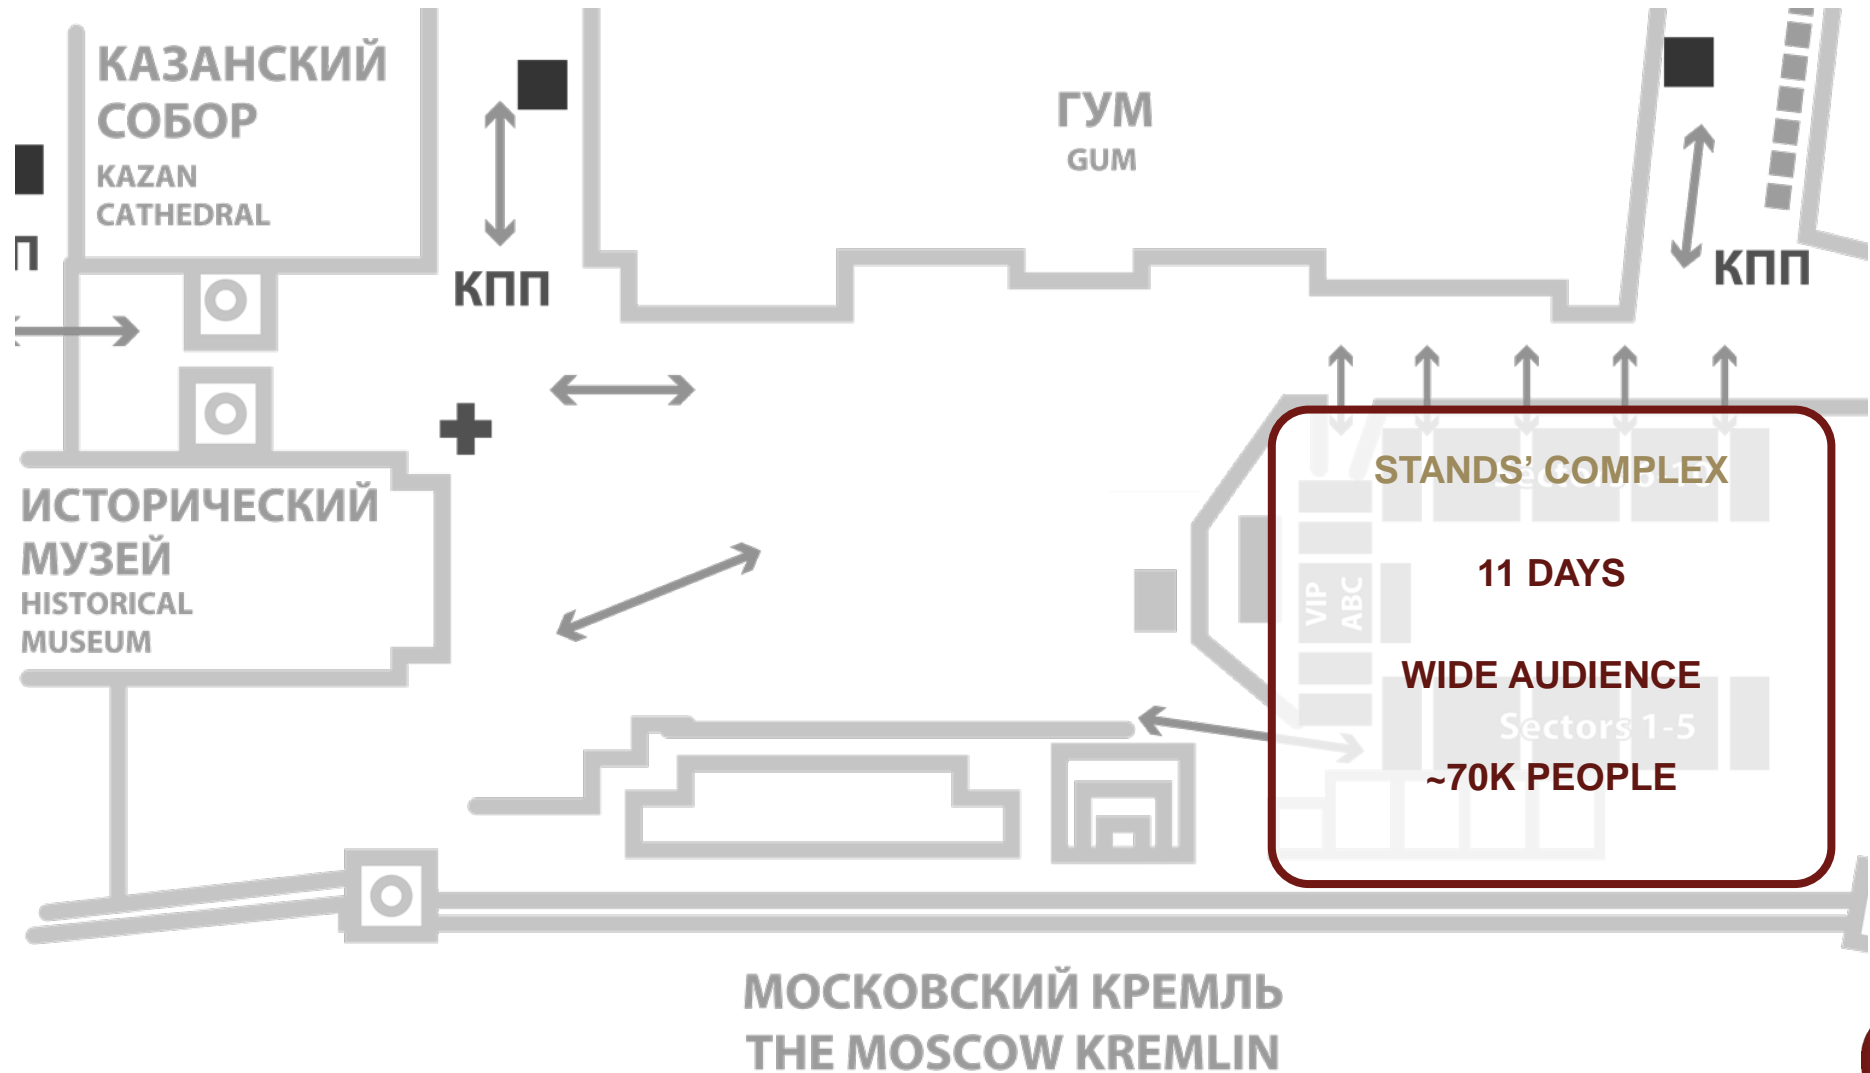 КАЗАНСКИЙ
СОБОР
KAZAN
CATHEDRAL
ГУМ
GUM
П
КПП
КПП
ИСТОРИЧЕСКИЙ
МУЗЕЙ
HISTORICAL
MUSEUM
STANDS’ COMPLEX
11 DAYS
VIP
ABC
WIDE AUDIENCE
Sectors 1-5
~70K PEOPLE
МОСКОВСКИЙ КРЕМЛЬ
THE MOSCOW KREMLIN